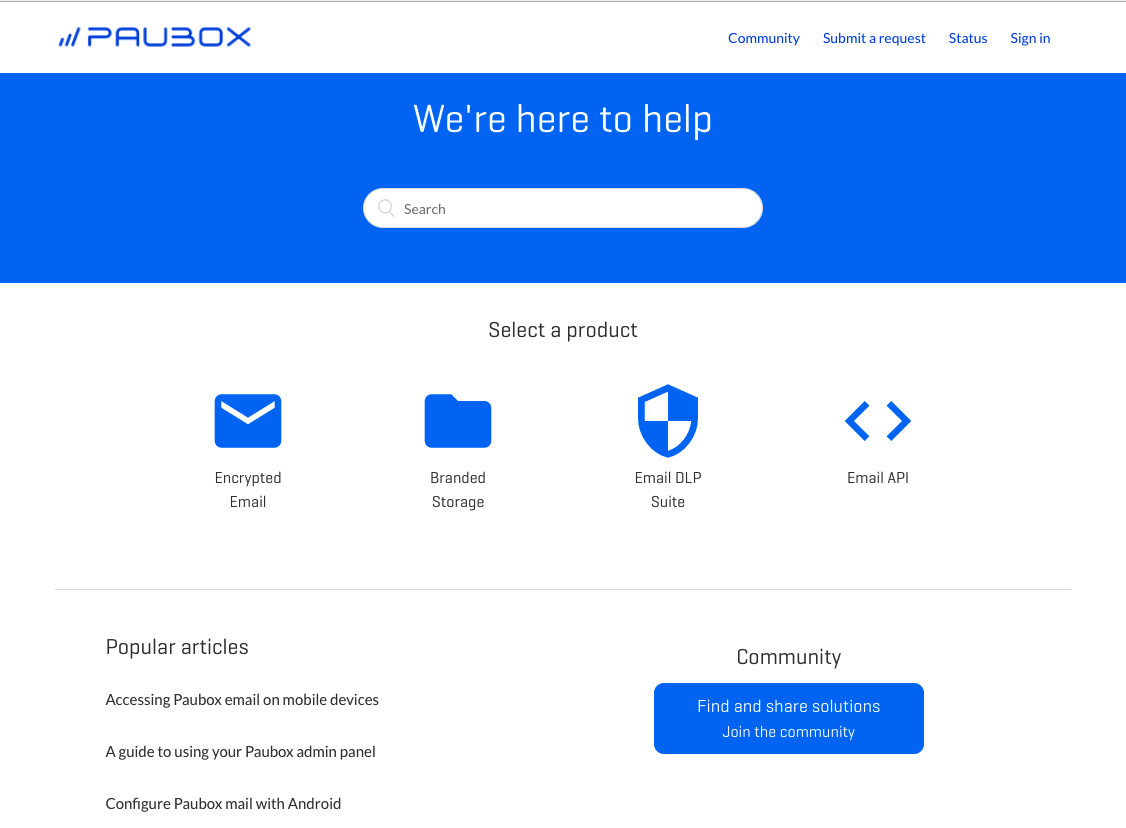 PAUBOX
Community Submit a request Status Sign in
We're here to help
Search
Select a product
Encrypted
Email
Branded
Storage
Email DLP
Suite
Email API
Popular articles
Accessing Paubox email on mobile devices
A guide to using your Paubox admin panel
Configure Paubox mail with Android
Community
Find and share solutions
Join the community